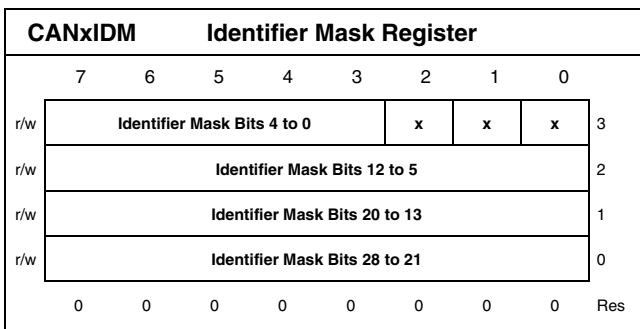 CANxIDM Identifier Mask Register
7 6 5 4 3 2 1 0
r/w Identifier Mask Bits 4 to 0 x x x 3
r/w Identifier Mask Bits 12 to 5 2
r/w Identifier Mask Bits 20 to 13 1
r/w Identifier Mask Bits 28 to 21 0
0 0 0 0 0 0 0 0 Res